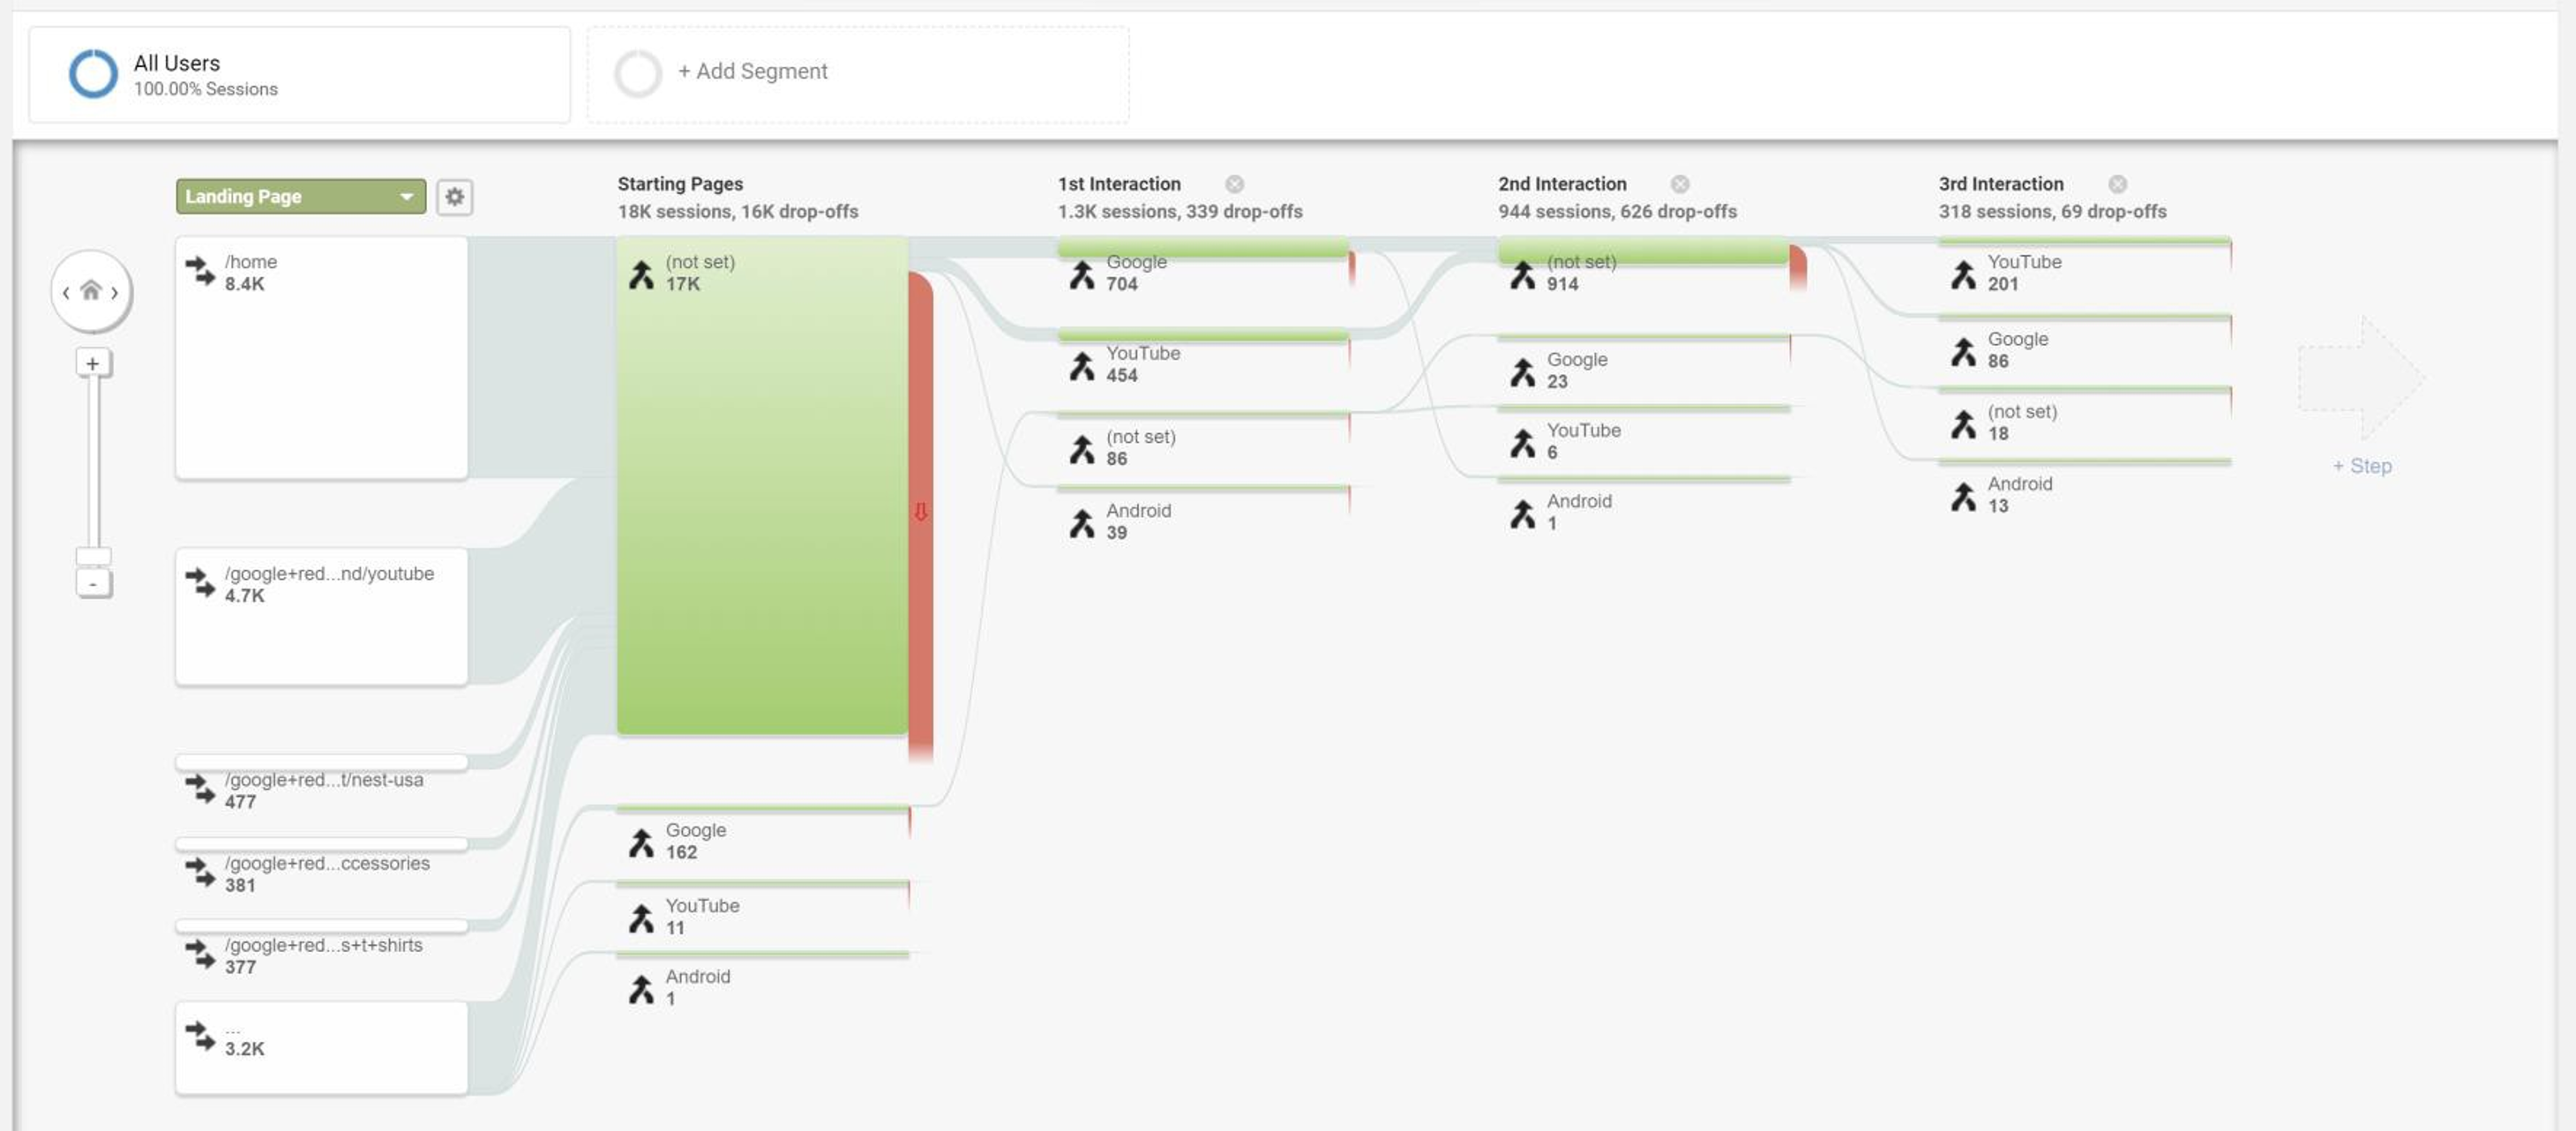 All Users
100.00% Sessions
+ Add Segment
Landing Page
Starting Pages
18K sessions, 16K drop-offs
1st Interaction
1.3K sessions, 339 drop-offs
2nd Interaction
944 sessions, 626 drop-offs
3rd Interaction
318 sessions, 69 drop-offs
/home
8.4K
/google+red...nd/youtube
4.7K
/google+red...t/nest-usa
477
/google+red...ccessories
381
/google+red...s+t+shirts
377
...
3.2K
(not set)
17K
Google
162
YouTube
11
Android
1
Google
704
YouTube
454
(not set)
86
Android
39
(not set)
914
Google
23
YouTube
6
Android
1
YouTube
201
Google
86
(not set)
18
Android
13
+ Step
+
-